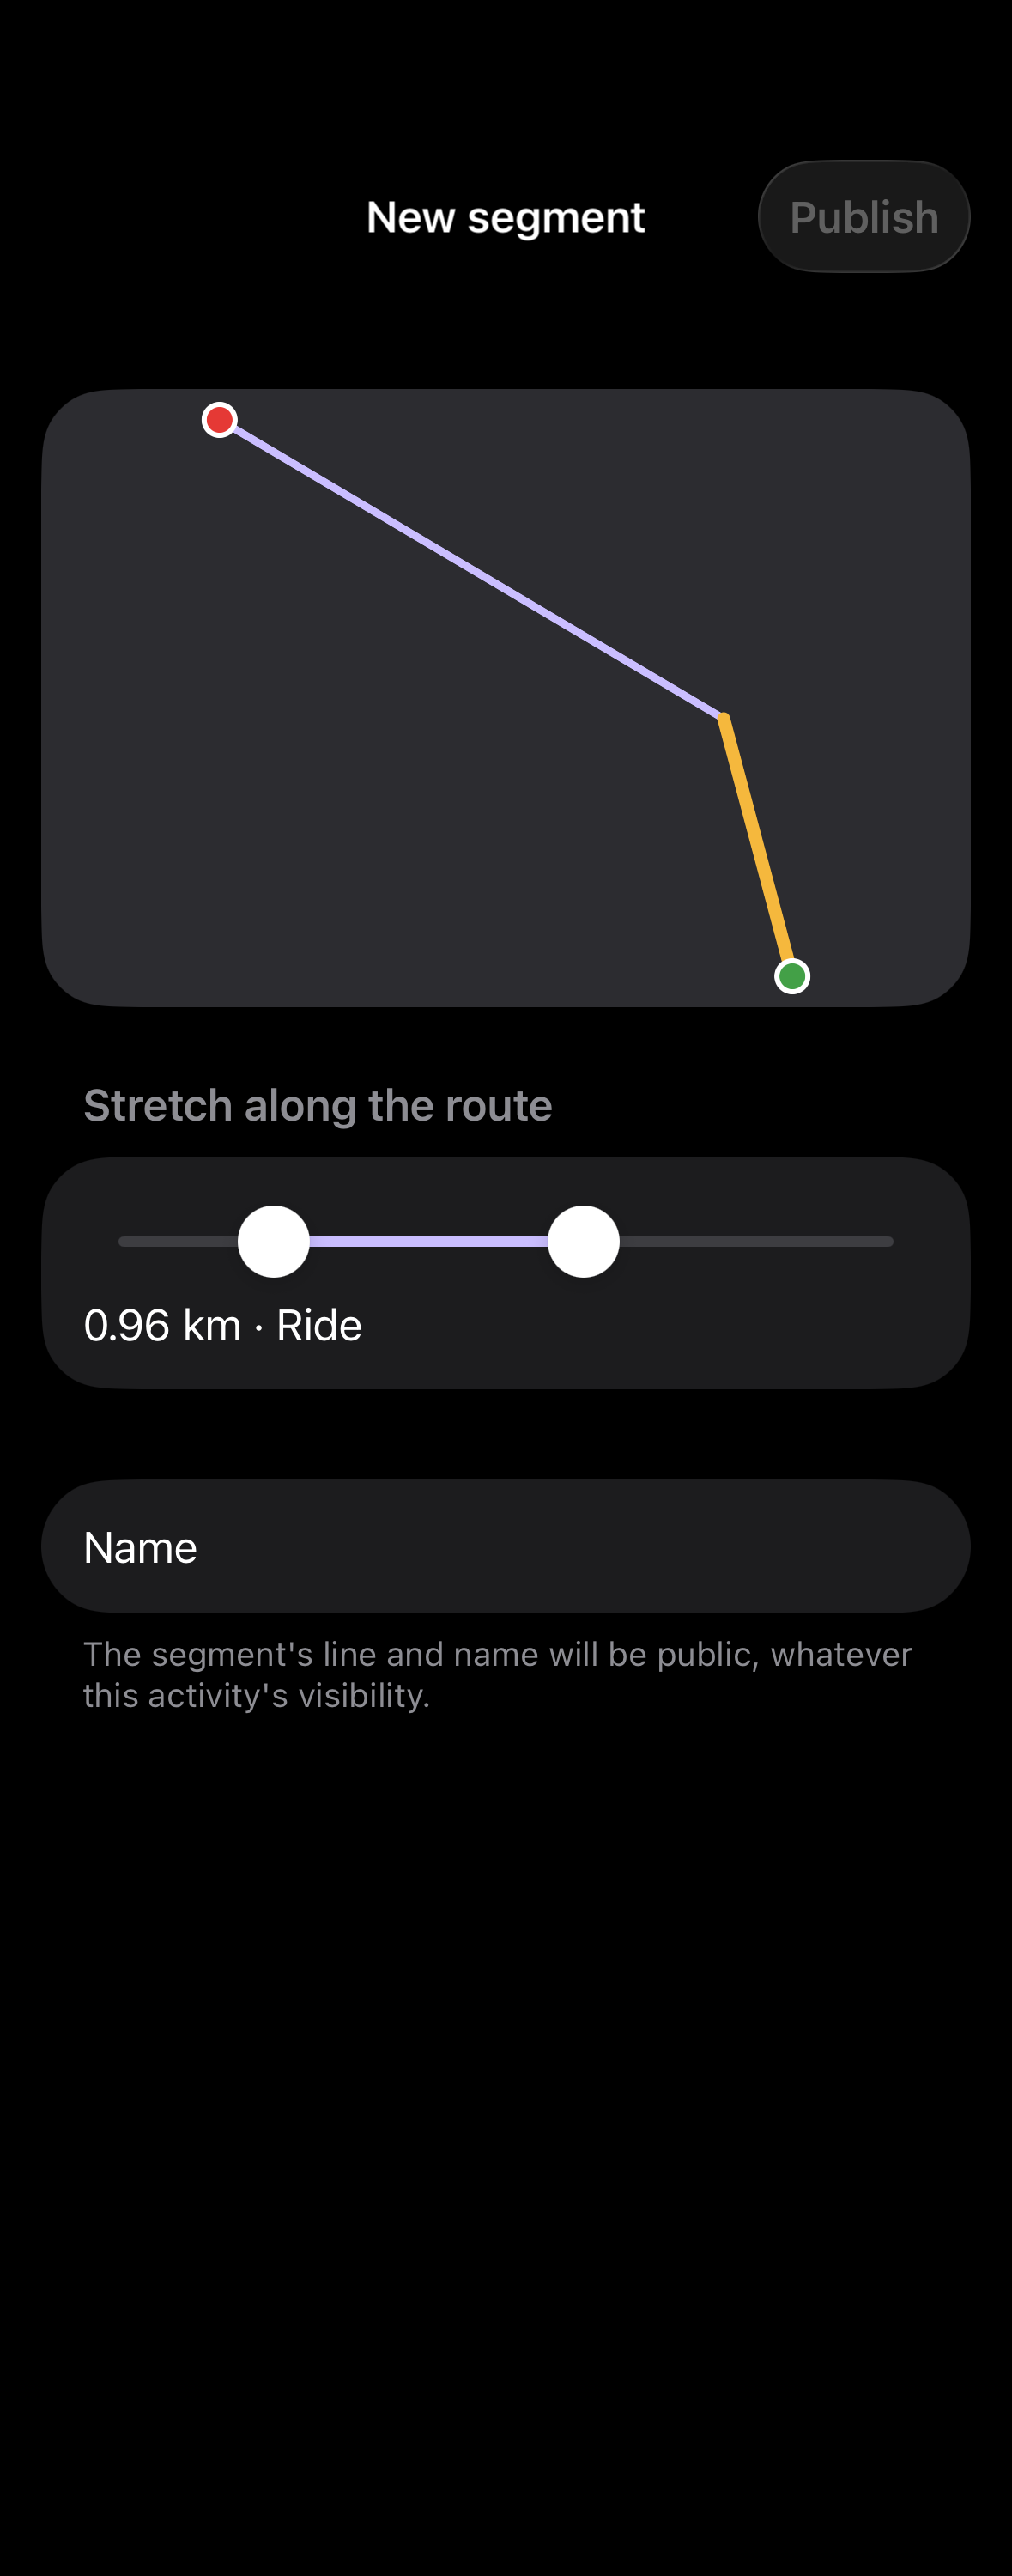 New segment
Publish
Stretch along the route
0.96 km · Ride
Name
The segment's line and name will be public, whatever
this activity's visibility.